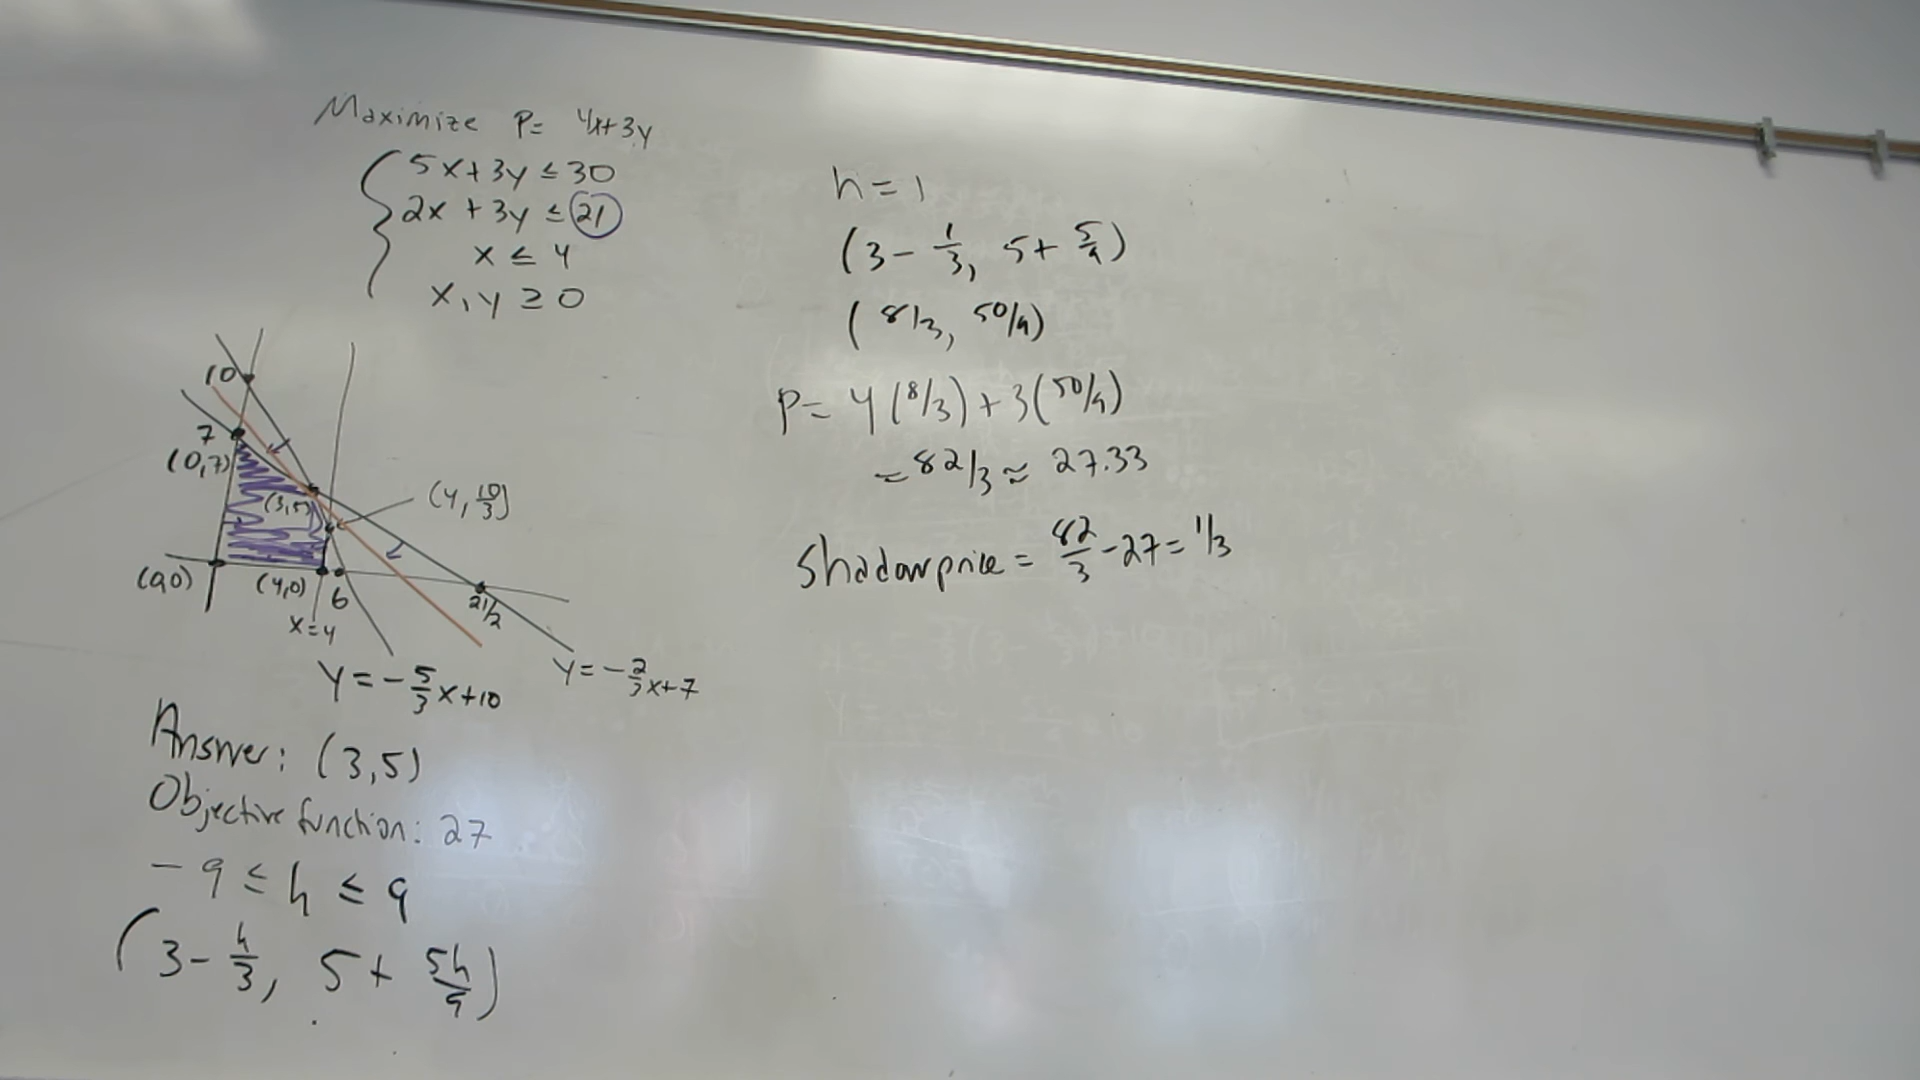 Maximize P= 4x+3y
5x+3y ≤ 30
2x + 3y ≤ 21
x ≤ 4
x, y ≥ 0
10
7
(0,7)
(3,5)
(4, 10/3)
(0,0)
(4,0)
6
21/2
x=4
y = -5/3 x+10
y = -2/3 x+7
Answer: (3,5)
Objective function: 27
-9 ≤ h ≤ 9
(3 - h/3, 5 + 5h/9)
h = 1
(3 - 1/3, 5 + 5/9)
(8/3, 50/9)
P = 4(8/3) + 3(50/9)
= 82/3 ≈ 27.33
Shadow price = 82/3 - 27 = 1/3